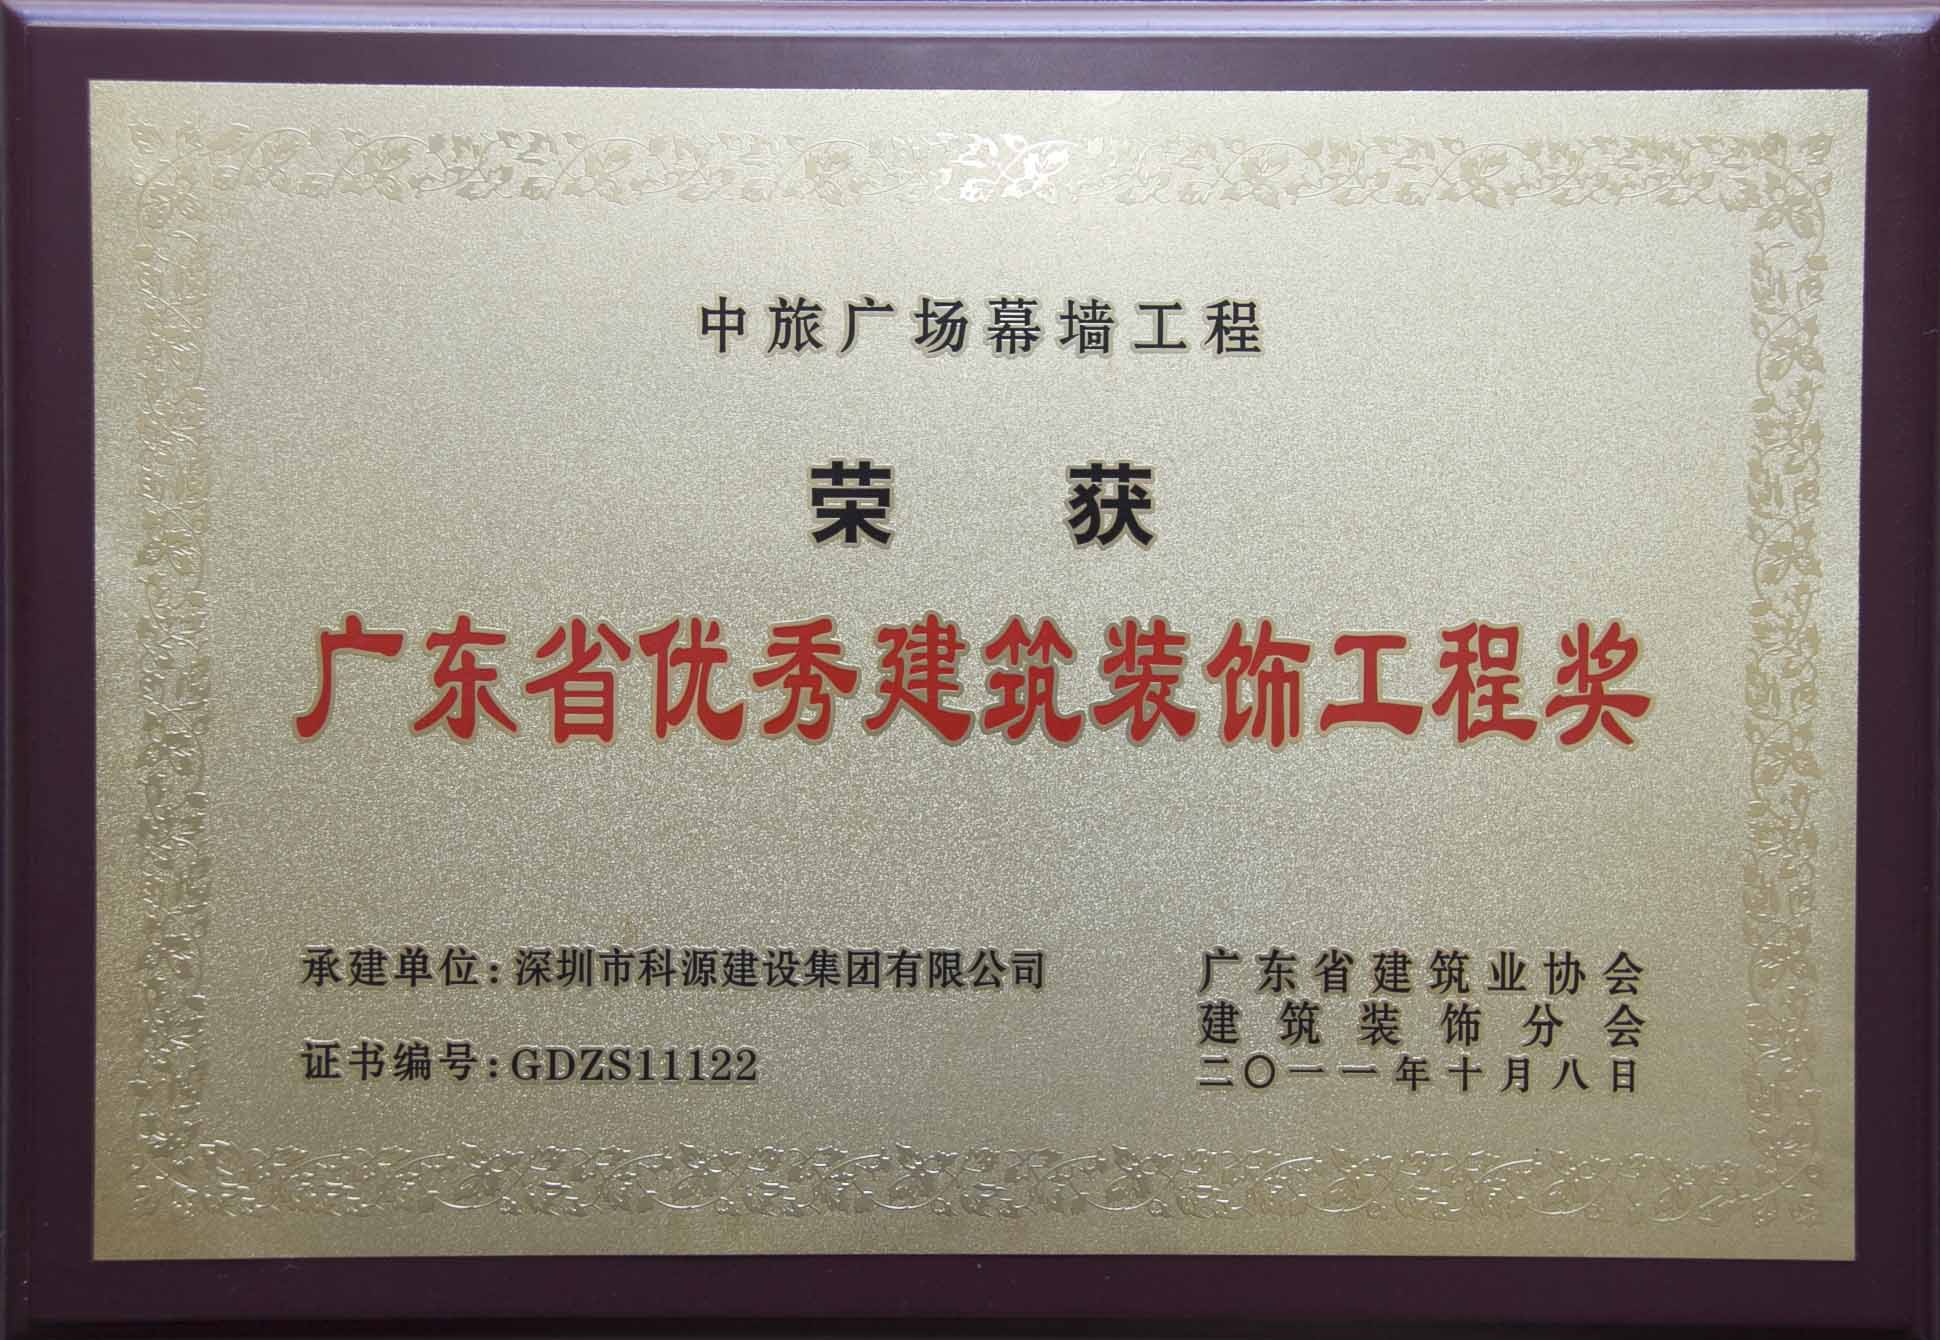 中旅广场幕墙工程
荣 获
广东省优秀建筑装饰工程奖
承建单位:深圳市科源建设集团有限公司
证书编号:GDZS11122
广东省建筑业协会
建筑装饰分会
二〇一一年十月八日